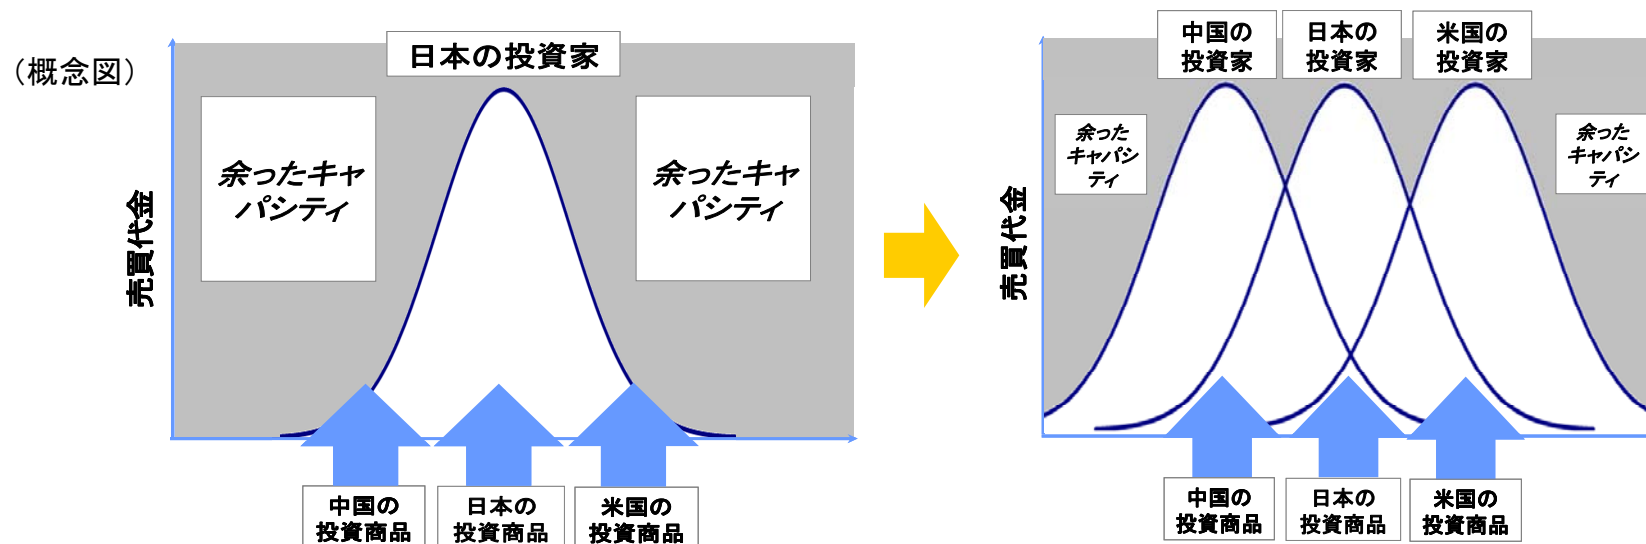 （概念図）
日本の投資家
余ったキャ
パシティ
余ったキャ
パシティ
売買代金
中国の
投資商品
日本の
投資商品
米国の
投資商品
中国の
投資家
日本の
投資家
米国の
投資家
余った
キャパシ
ティ
余った
キャパシ
ティ
売買代金
中国の
投資商品
日本の
投資商品
米国の
投資商品